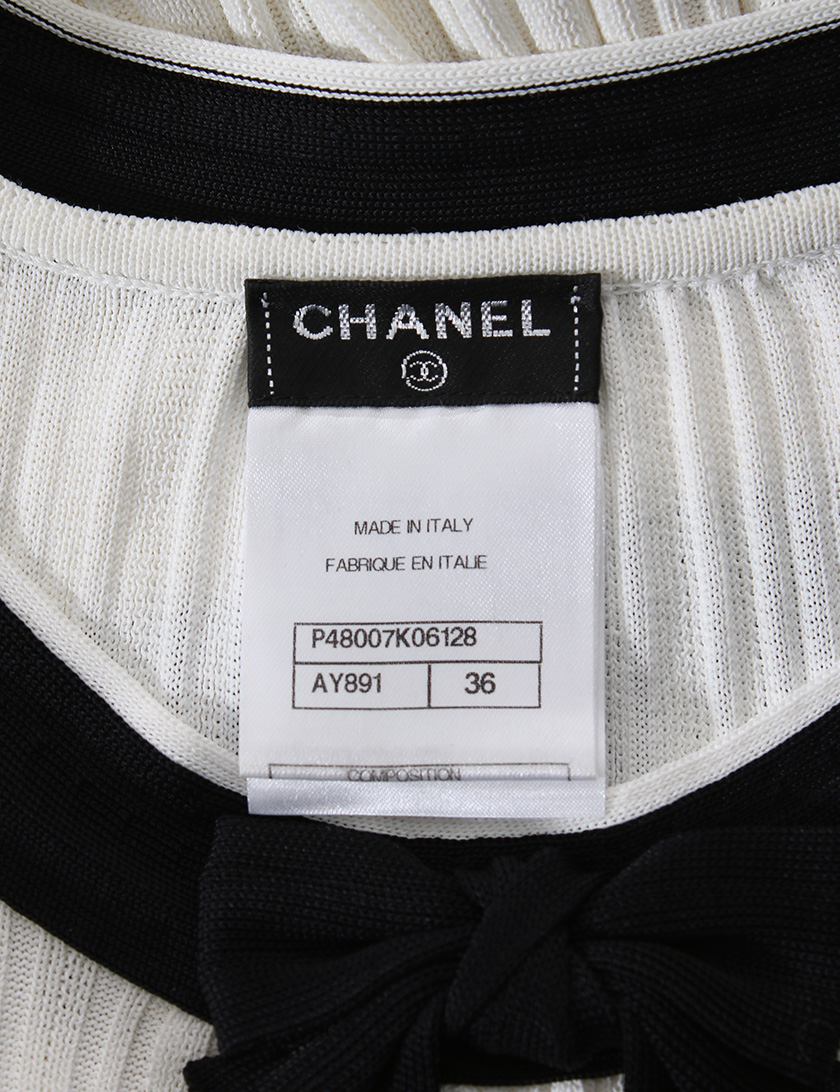 CHANEL
MADE IN ITALY
FABRIQUE EN ITALIE
P48007K06128
AY891 36
COMPOSITION